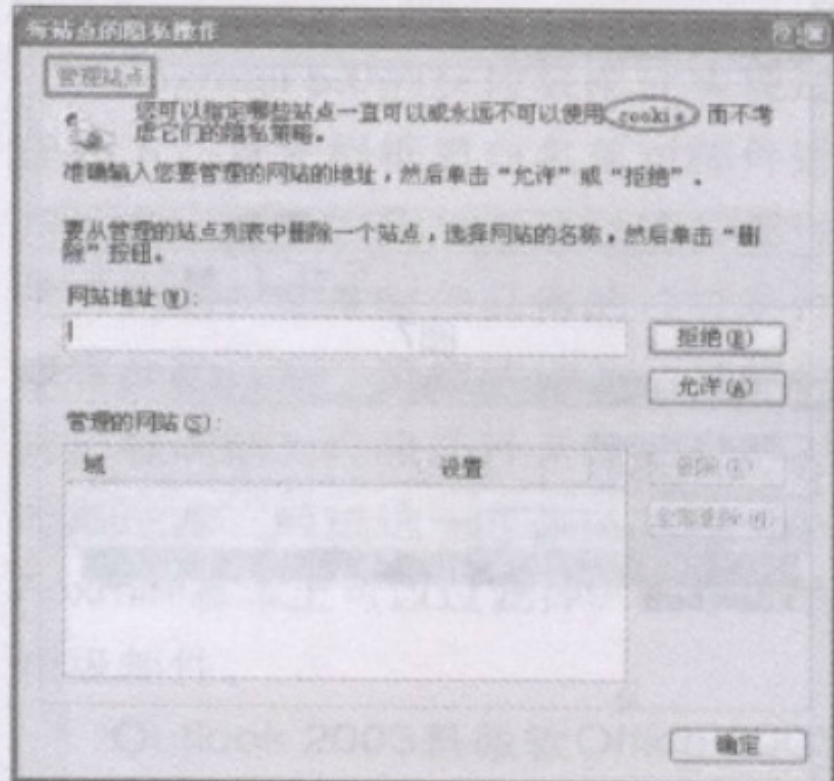 每站点的隐私操作
管理站点
您可以指定哪些站点一直可以或永远不可以使用 cookie 而不考
虑它们的隐私策略。
准确输入您要管理的网站的地址，然后单击“允许”或“拒绝”。
要从管理的站点列表中删除一个站点，选择网站的名称，然后单击“删
除”按钮。
网站地址(W):
拒绝(B)
允许(A)
管理的网站(S):
域 设置
删除(R)
确定